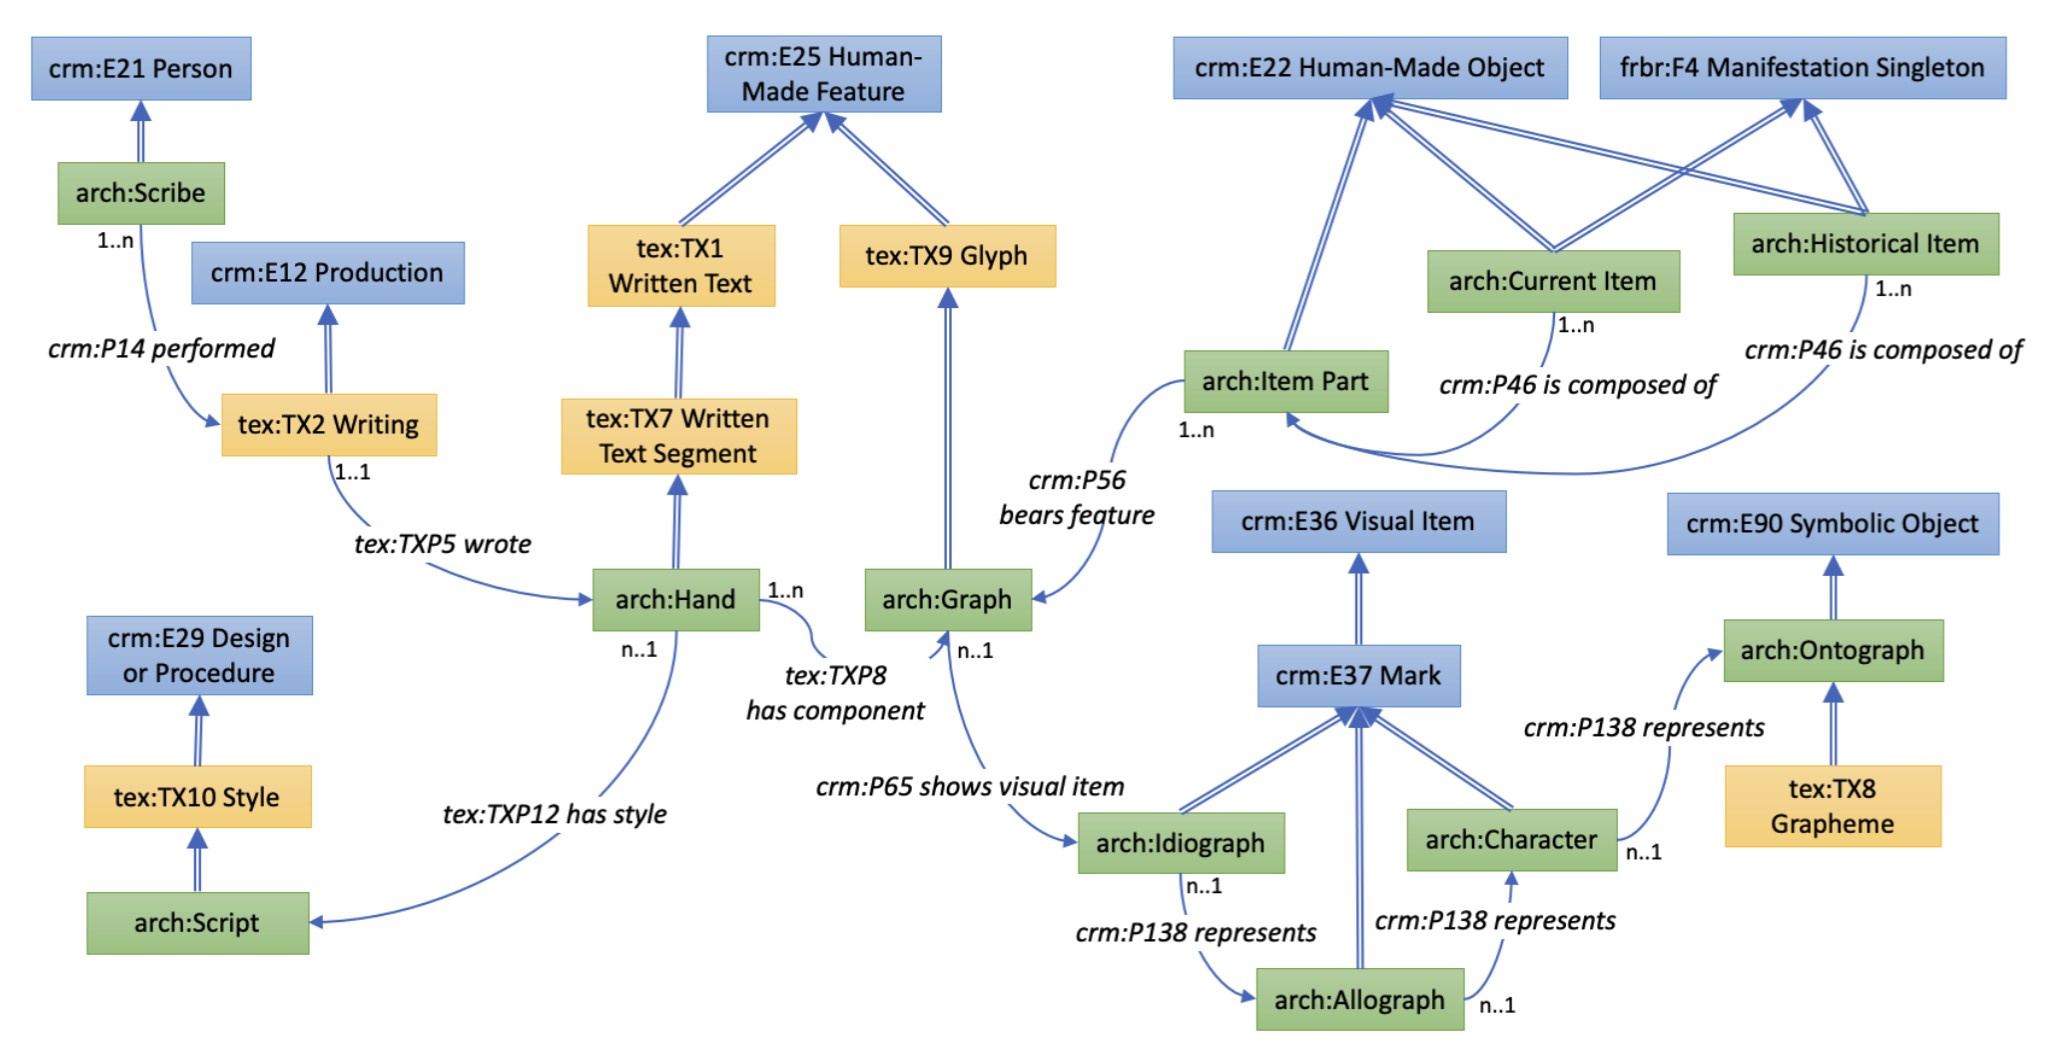 crm:E21 Person
crm:E25 Human-
Made Feature
crm:E22 Human-Made Object
frbr:F4 Manifestation Singleton
arch:Scribe
1..n
crm:E12 Production
tex:TX1
Written Text
tex:TX9 Glyph
arch:Current Item
1..n
arch:Historical Item
1..n
crm:P14 performed
tex:TX2 Writing
1..1
tex:TX7 Written
Text Segment
arch:Item Part
1..n
crm:P46 is composed of
crm:P46 is composed of
crm:P56
bears feature
tex:TXP5 wrote
crm:E36 Visual Item
crm:E90 Symbolic Object
arch:Hand
1..n
n..1
arch:Graph
n..1
crm:E29 Design
or Procedure
tex:TXP8
has component
crm:E37 Mark
arch:Ontograph
crm:P138 represents
tex:TX10 Style
tex:TXP12 has style
crm:P65 shows visual item
tex:TX8
Grapheme
arch:Idiograph
n..1
arch:Character
n..1
arch:Script
crm:P138 represents
crm:P138 represents
arch:Allograph
n..1